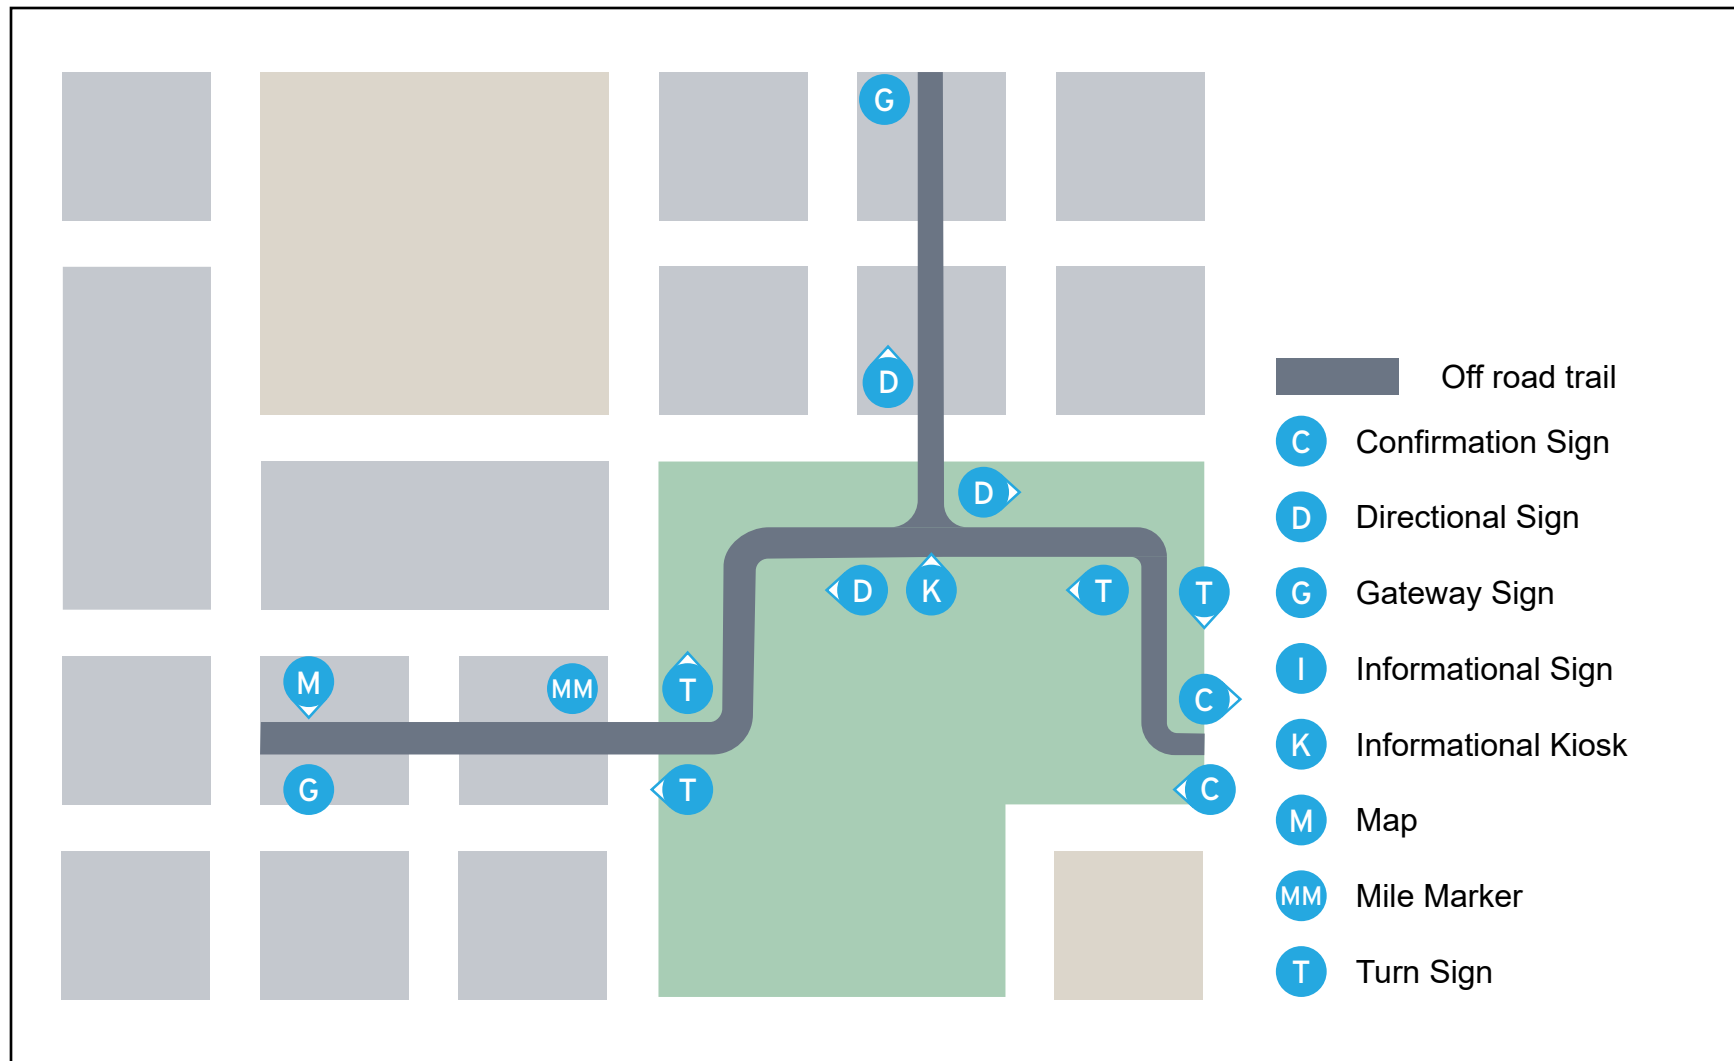 G
D
D
D
K
T
T
M
MM
T
C
G
T
C
Off road trail
C Confirmation Sign
D Directional Sign
G Gateway Sign
I Informational Sign
K Informational Kiosk
M Map
MM Mile Marker
T Turn Sign